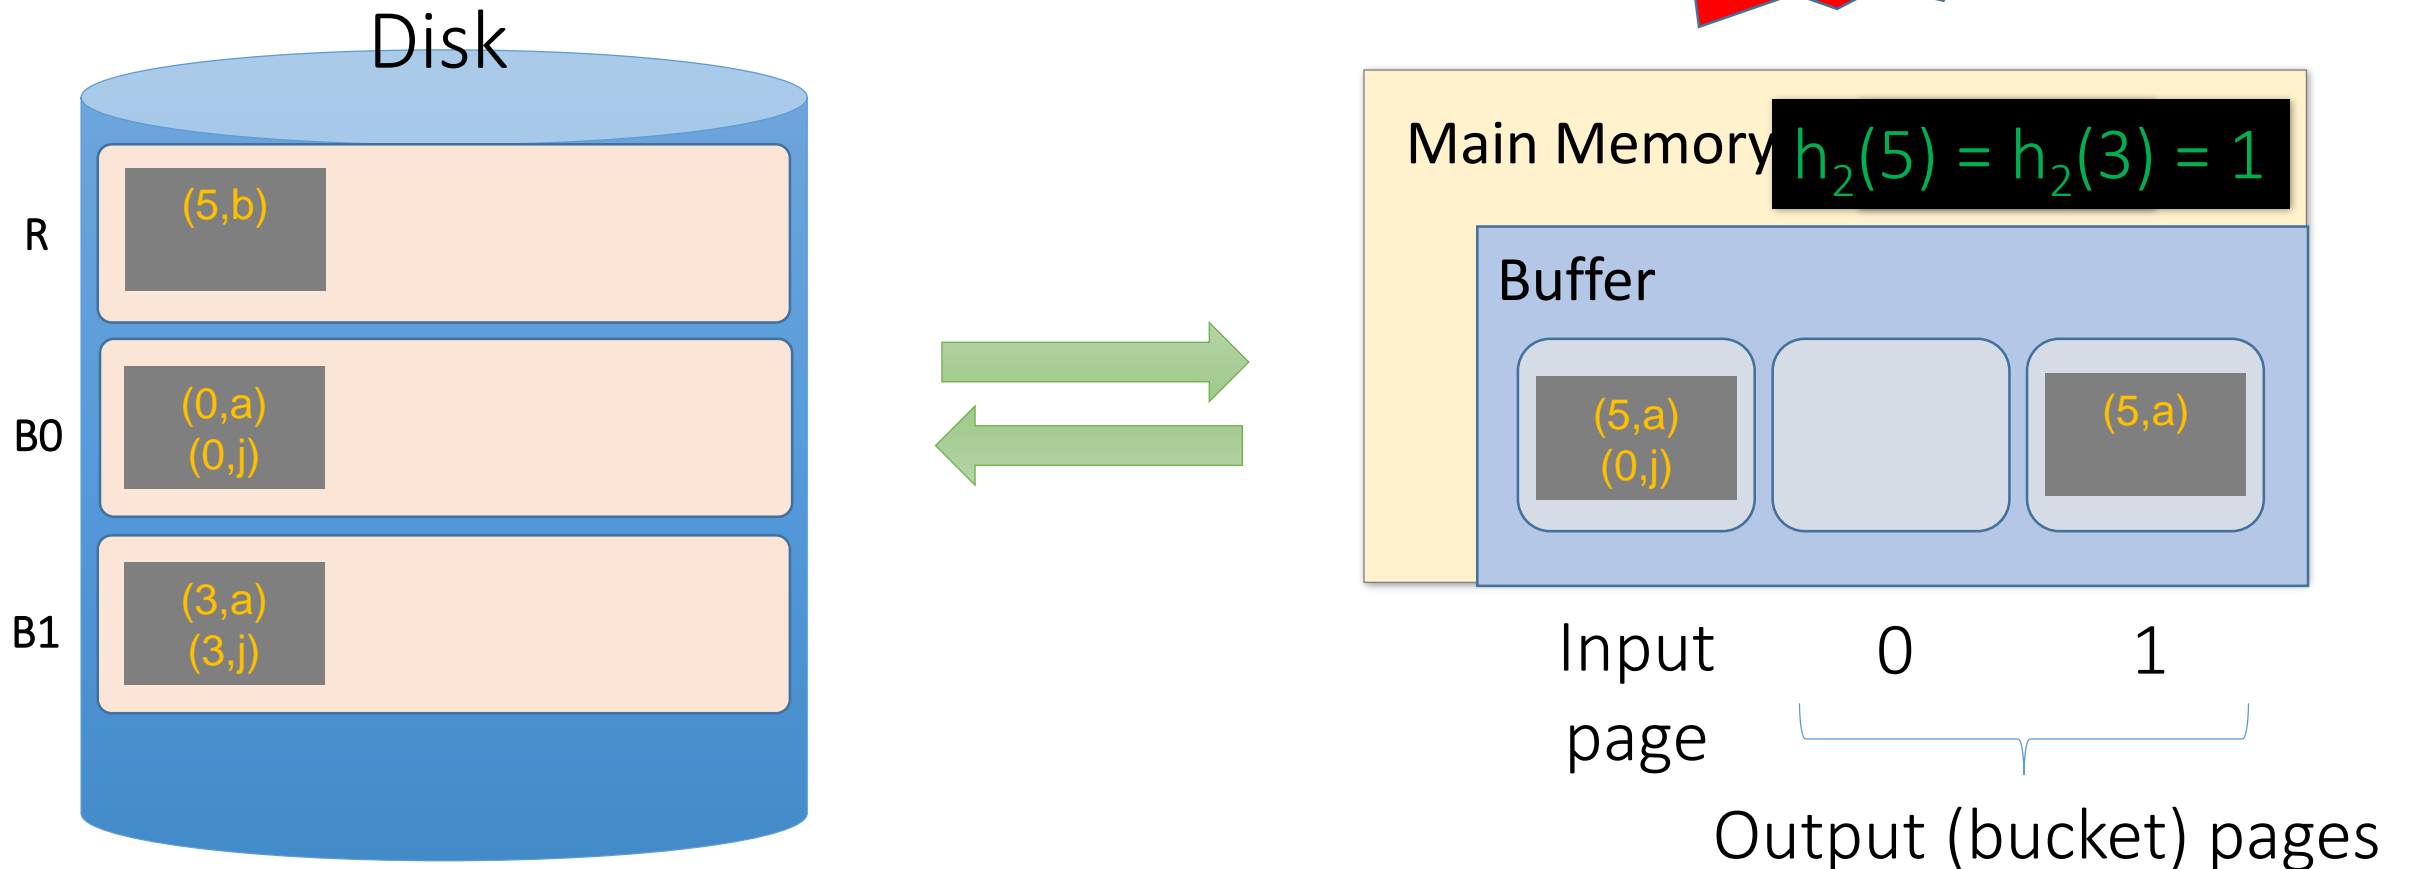 Disk
R
(5,b)
B0
(0,a)
(0,j)
B1
(3,a)
(3,j)
Main Memory
h₂(5) = h₂(3) = 1
Buffer
(5,a)
(0,j)
(5,a)
Input
page
0
1
Output (bucket) pages